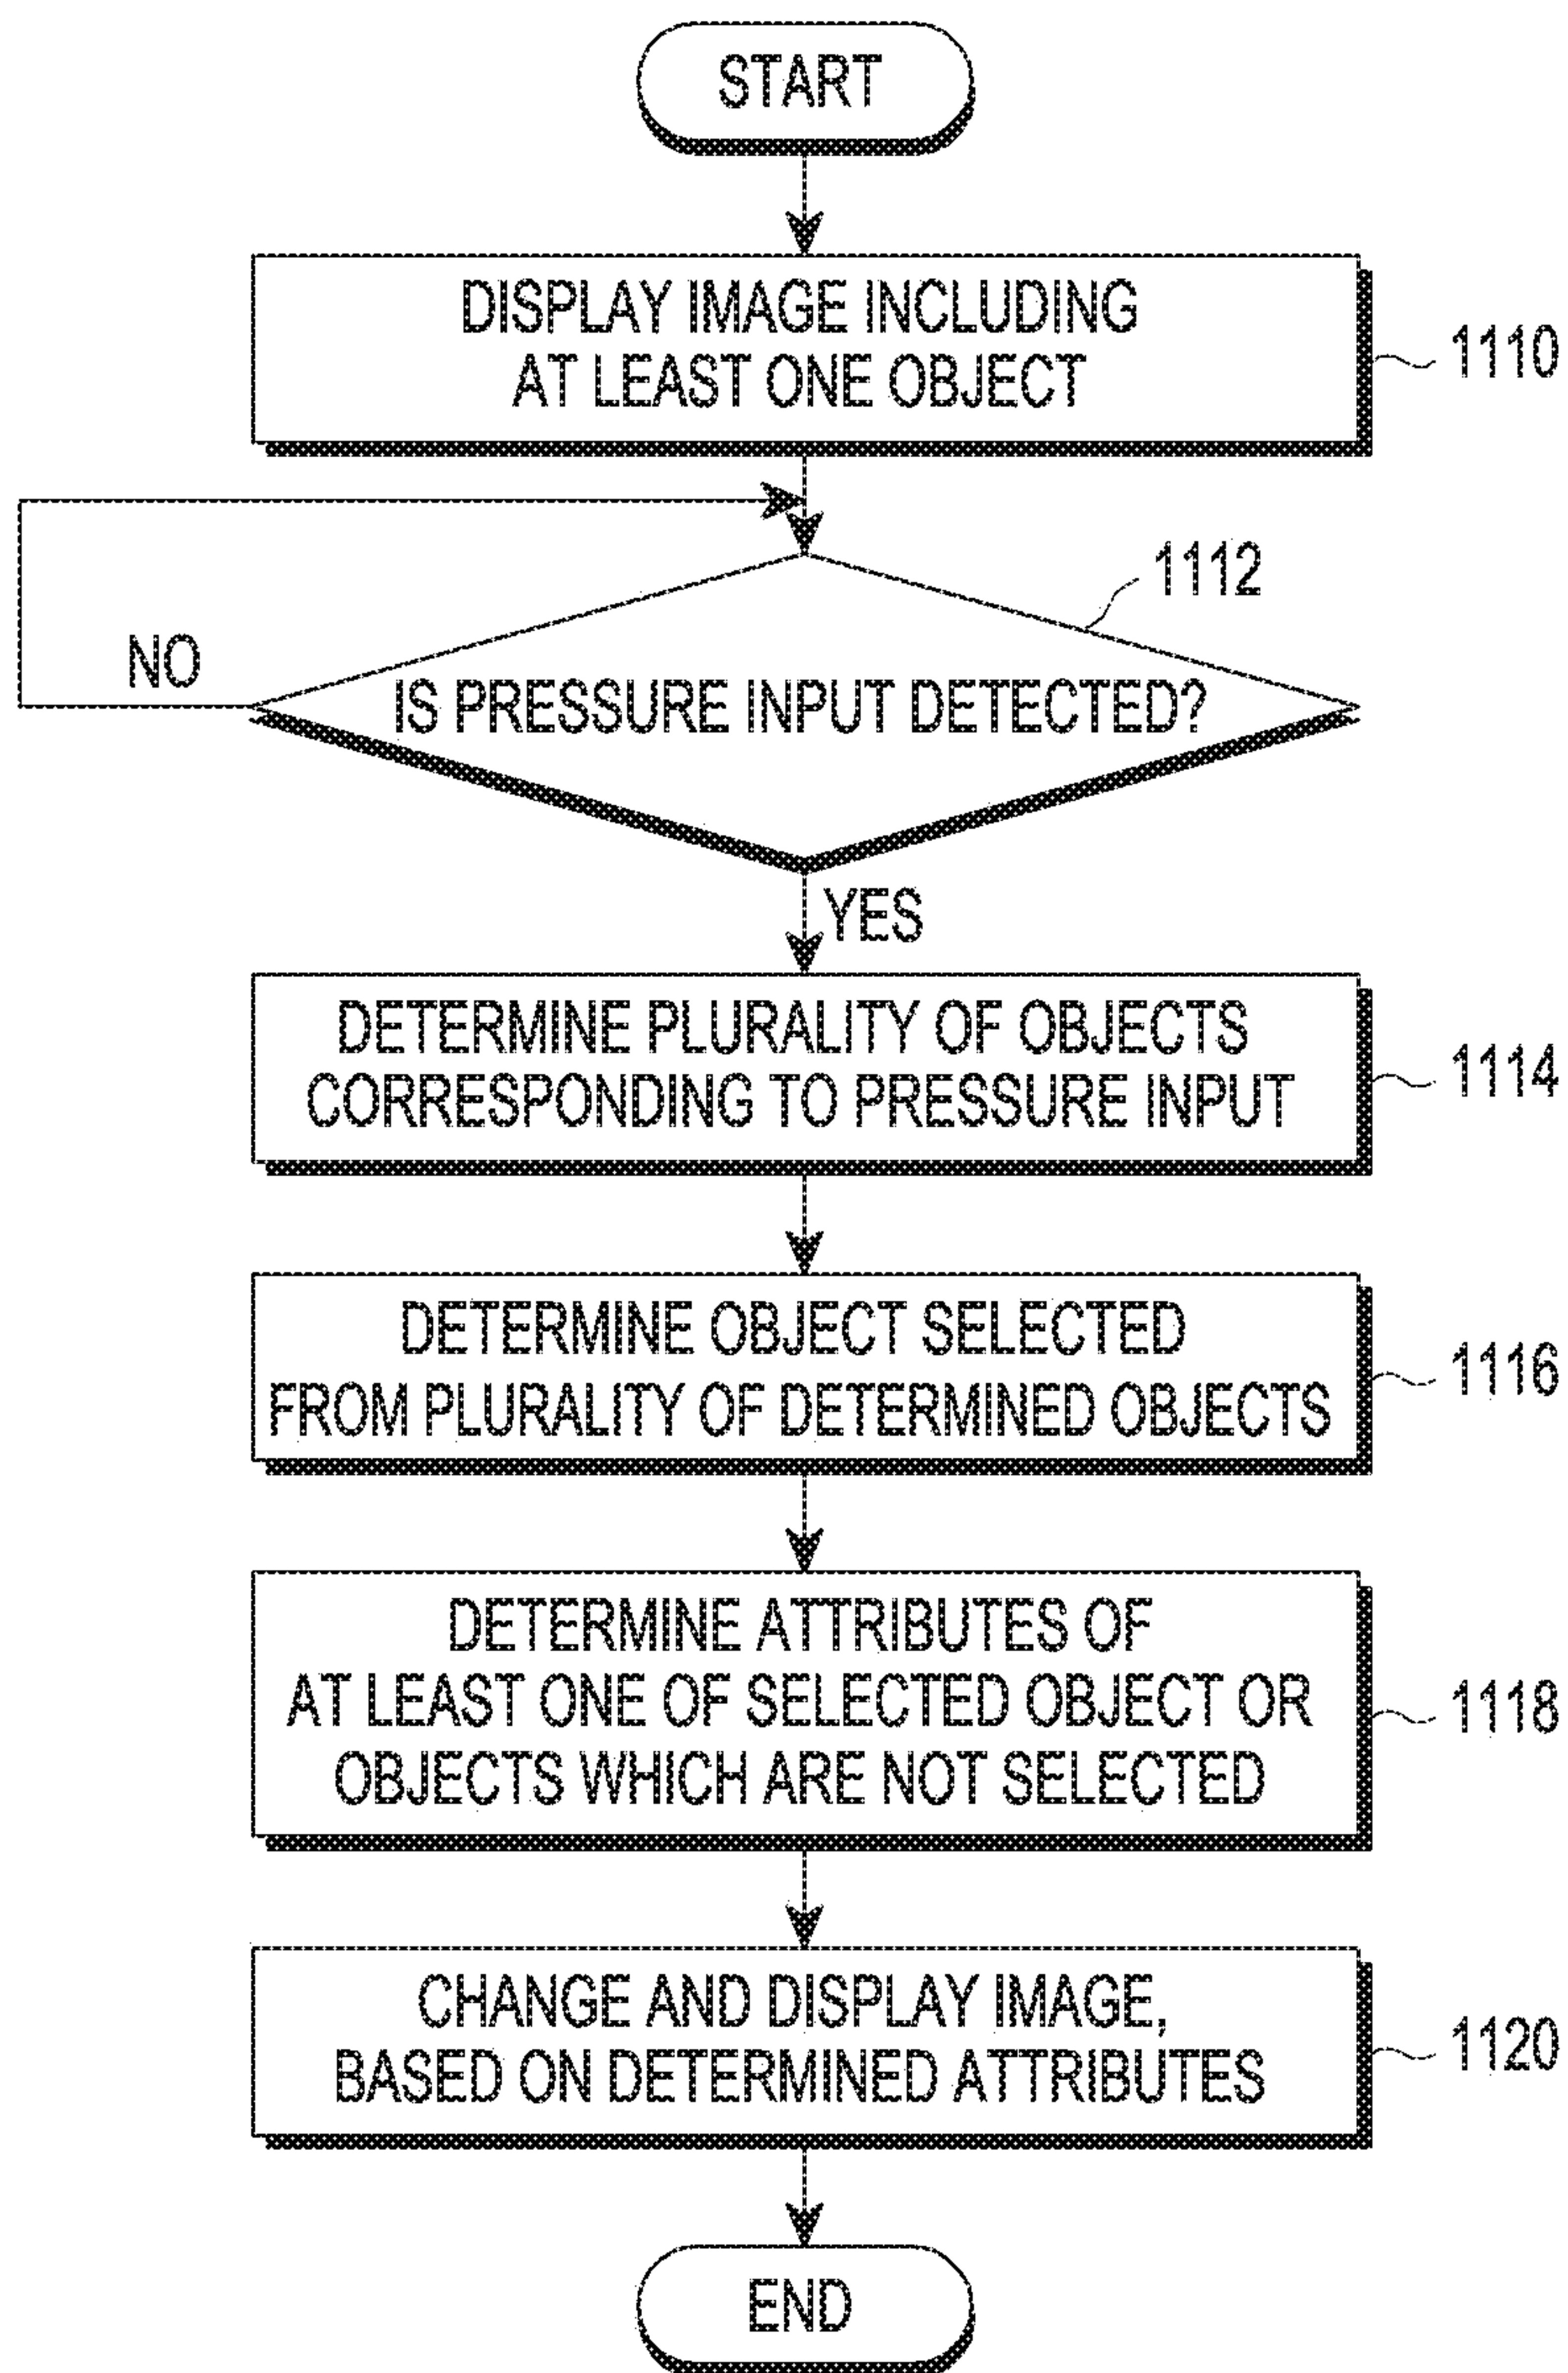 START
DISPLAY IMAGE INCLUDING
AT LEAST ONE OBJECT
1110
1112
NO
IS PRESSURE INPUT DETECTED?
YES
DETERMINE PLURALITY OF OBJECTS
CORRESPONDING TO PRESSURE INPUT
1114
DETERMINE OBJECT SELECTED
FROM PLURALITY OF DETERMINED OBJECTS
1116
DETERMINE ATTRIBUTES OF
AT LEAST ONE OF SELECTED OBJECT OR
OBJECTS WHICH ARE NOT SELECTED
1118
CHANGE AND DISPLAY IMAGE,
BASED ON DETERMINED ATTRIBUTES
1120
END